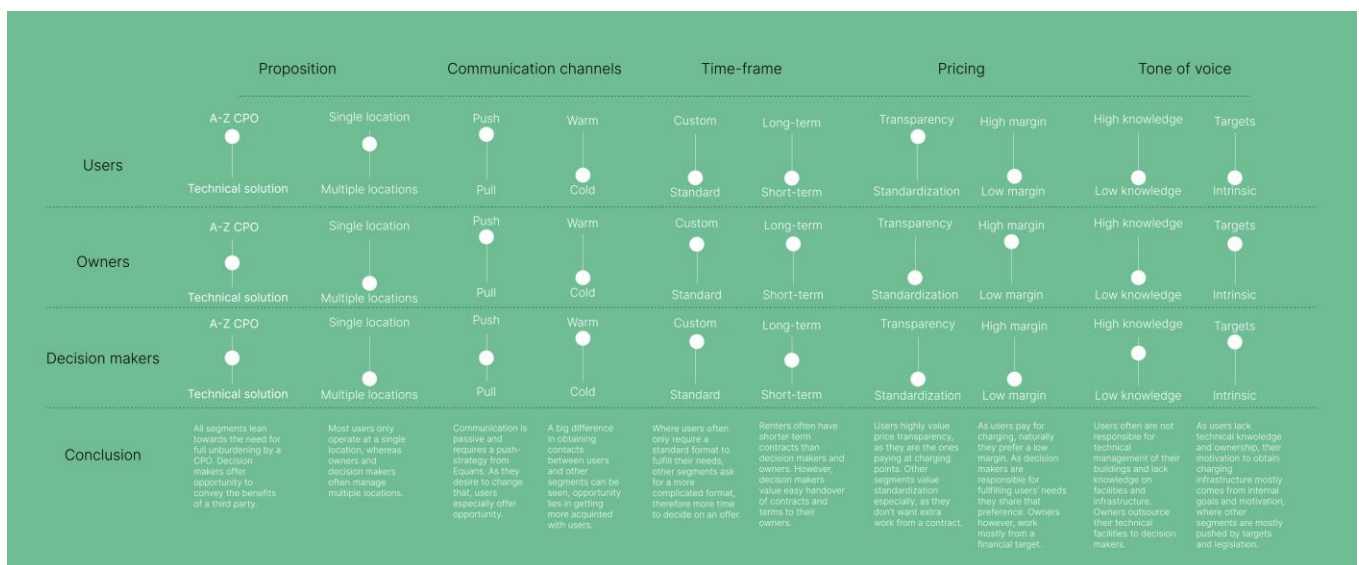 Proposition Communication channels Time-frame Pricing Tone of voice
Users
A-Z CPO Single location Push Warm Custom Long-term Transparency High margin High knowledge Targets
Technical solution Multiple locations Pull Cold Standard Short-term Standardization Low margin Low knowledge Intrinsic
Owners
A-Z CPO Single location Push Warm Custom Long-term Transparency High margin High knowledge Targets
Technical solution Multiple locations Pull Cold Standard Short-term Standardization Low margin Low knowledge Intrinsic
Decision makers
A-Z CPO Single location Push Warm Custom Long-term Transparency High margin High knowledge Targets
Technical solution Multiple locations Pull Cold Standard Short-term Standardization Low margin Low knowledge Intrinsic
Conclusion
All segments lean
towards the need for
full unburdening by a
CPO. Decision
makers offer
opportunity to
convey the benefits
of a third party.
Most users only
operate at a single
location, whereas
owners and
decision makers
often manage
multiple locations.
Communication is
passive and
requires a push-
strategy from
Equans. As they
desire to change
that, users
especially offer
opportunity.
A big difference
in obtaining
contacts
between users
and other
segments can be
seen, opportunity
lies in getting
more acquinted
with users.
Where users often
only require a
standard format to
fulfill their needs,
other segments ask
for a more
complicated format,
therefore more time
to decide on an offer.
Renters often have
shorter term
contracts than
decision makers and
owners. However,
decison makers
value easy handover
of contracts and
terms to their
owners.
Users highly value
price transparency,
as they are the ones
paying at charging
points. Other
segments value
standardization
especially, as they
don't want extra
work from a contract.
As users pay for
charging, naturally
they prefer a low
margin. As decision
makers are
responsible for
fullfilling users' needs
they share that
preference. Owners
however, work
mostly from a
financial target.
Users often are not
responsible for
technical
management of their
buildings and lack
knowledge on
facilities and
infrastructure.
Owners outsource
their technical
facilities to decision
makers.
As users lack
technical knwoledge
and ownership, their
motivation to obtain
charging
infrastructure mostly
comes from internal
goals and motivation,
where other
segments are mostly
pushed by targets
and legislation.